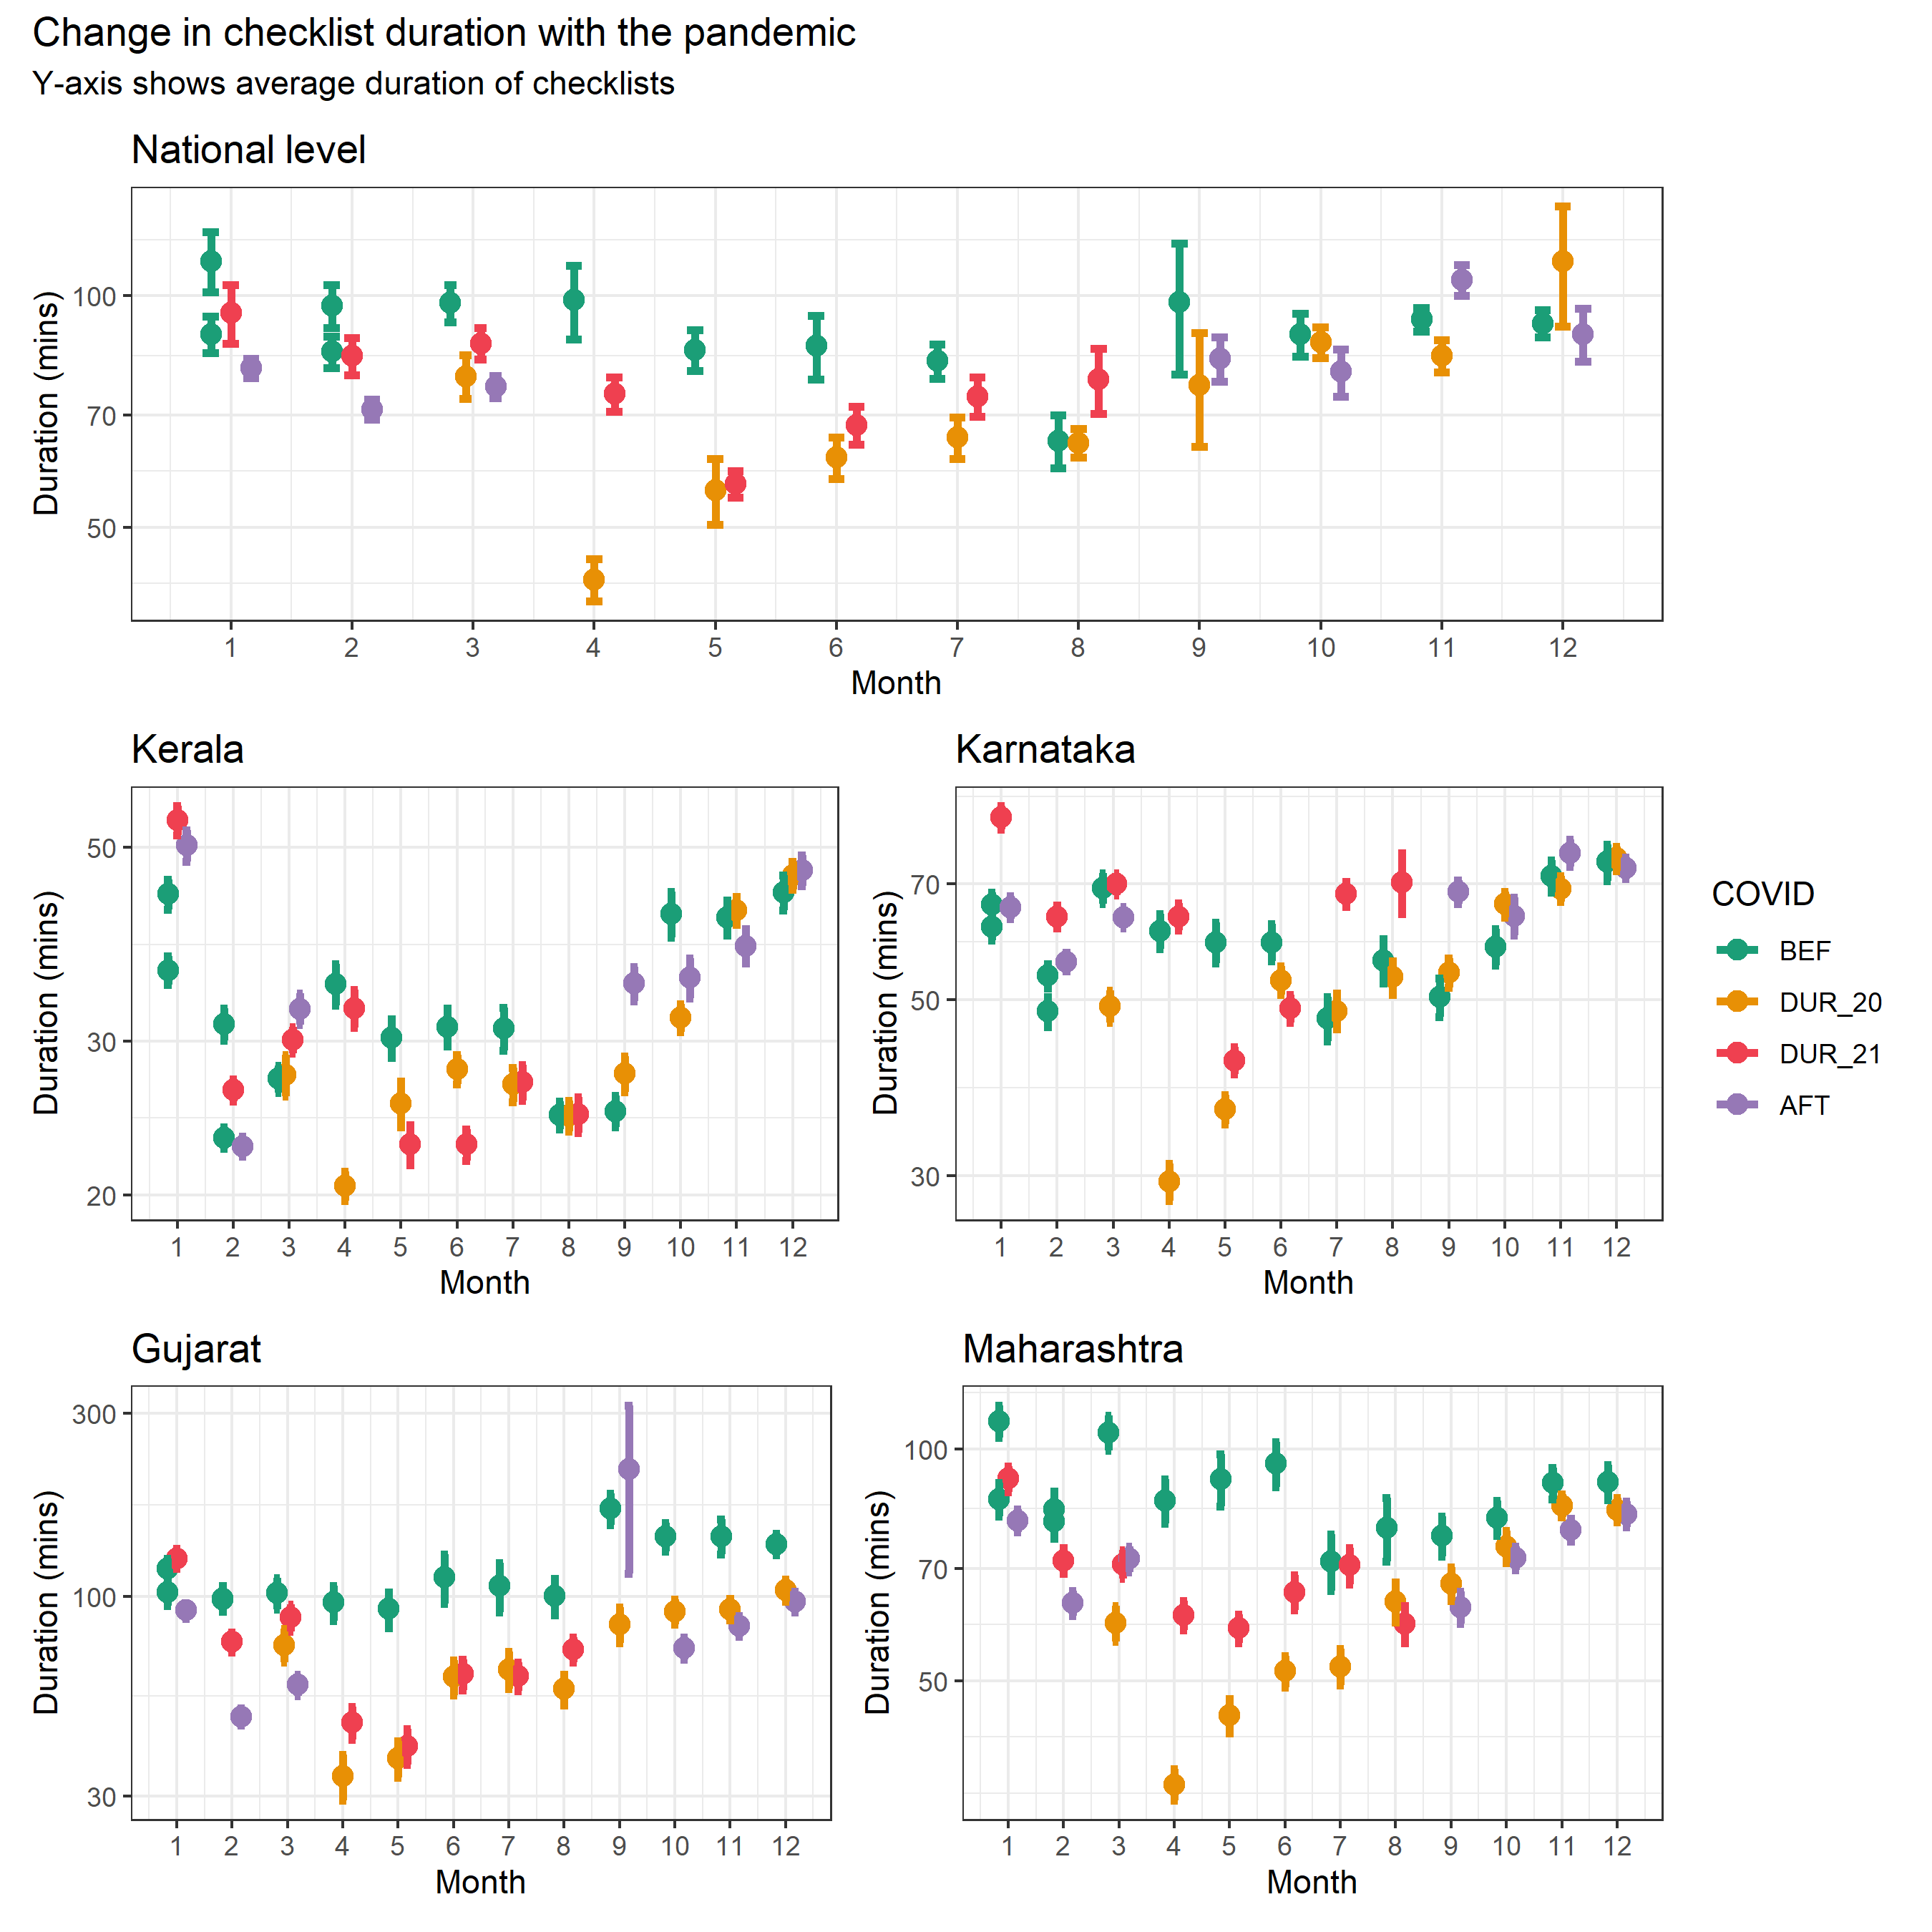 Change in checklist duration with the pandemic
Y-axis shows average duration of checklists
National level
Duration (mins)
100
70
50
1 2 3 4 5 6 7 8 9 10 11 12
Month
Kerala
Duration (mins)
50
30
20
1 2 3 4 5 6 7 8 9 10 11 12
Month
Karnataka
Duration (mins)
70
50
30
1 2 3 4 5 6 7 8 9 10 11 12
Month
COVID
BEF
DUR_20
DUR_21
AFT
Gujarat
Duration (mins)
300
100
30
1 2 3 4 5 6 7 8 9 10 11 12
Month
Maharashtra
Duration (mins)
100
70
50
1 2 3 4 5 6 7 8 9 10 11 12
Month